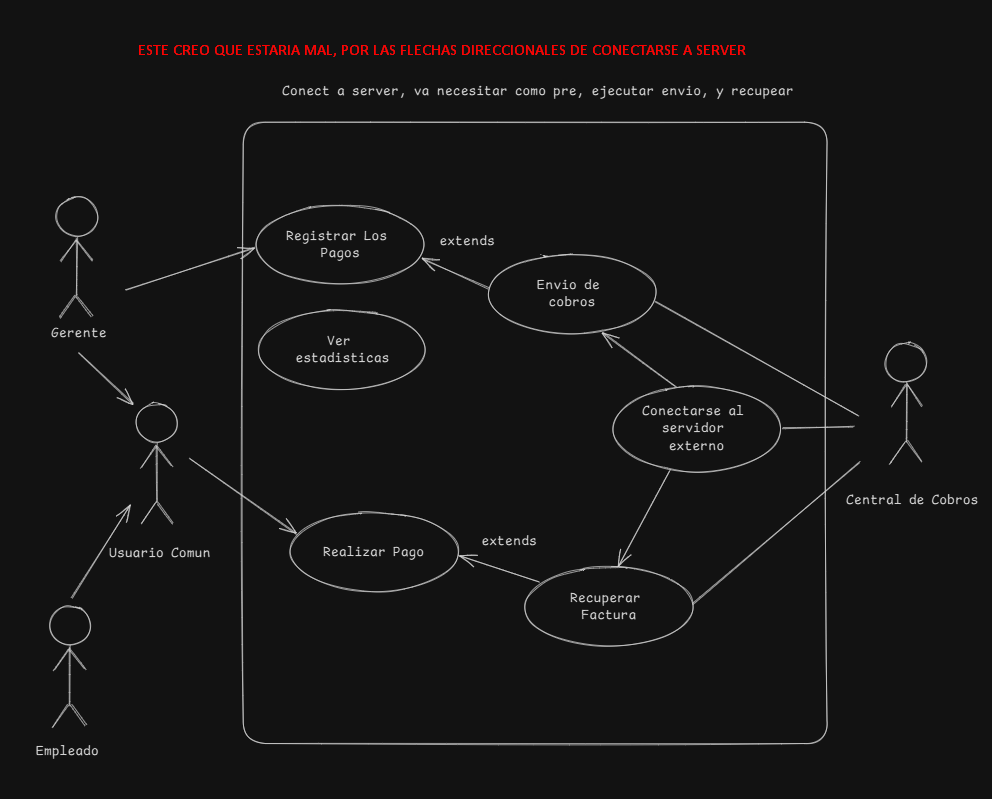 ESTE CREO QUE ESTARIA MAL, POR LAS FLECHAS DIRECCIONALES DE CONECTARSE A SERVER
Conect a server, va necesitar como pre, ejecutar envio, y recupear
Registrar Los
Pagos
extends
Envio de
cobros
Gerente
Ver
estadisticas
Conectarse al
servidor
externo
Central de Cobros
Usuario Comun
Realizar Pago
extends
Recuperar
Factura
Empleado